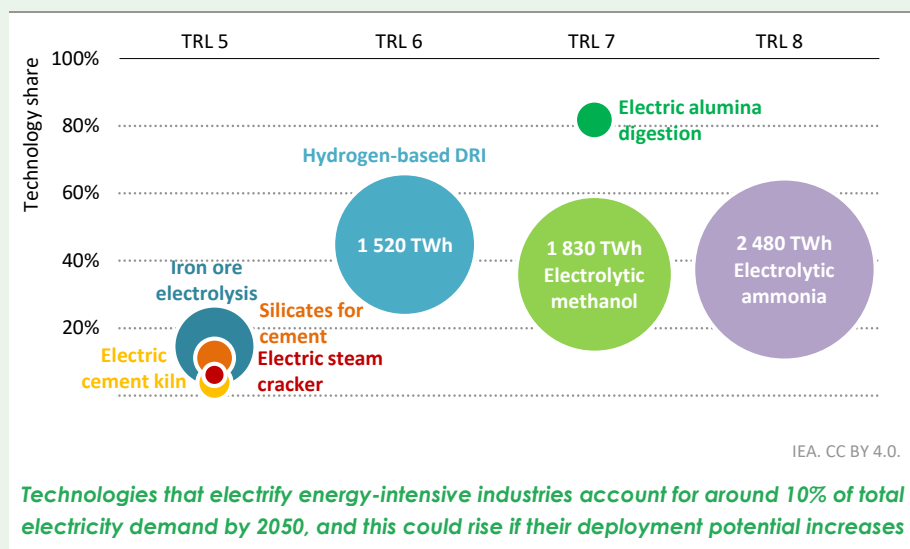 TRL 5 TRL 6 TRL 7 TRL 8
Technology share
100%
80%
60%
40%
20%
Electric alumina
digestion
Hydrogen-based DRI
1 520 TWh
1 830 TWh
Electrolytic
methanol
2 480 TWh
Electrolytic
ammonia
Iron ore
electrolysis
Silicates for
cement
Electric
cement kiln
Electric steam
cracker
IEA. CC BY 4.0.
Technologies that electrify energy-intensive industries account for around 10% of total
electricity demand by 2050, and this could rise if their deployment potential increases